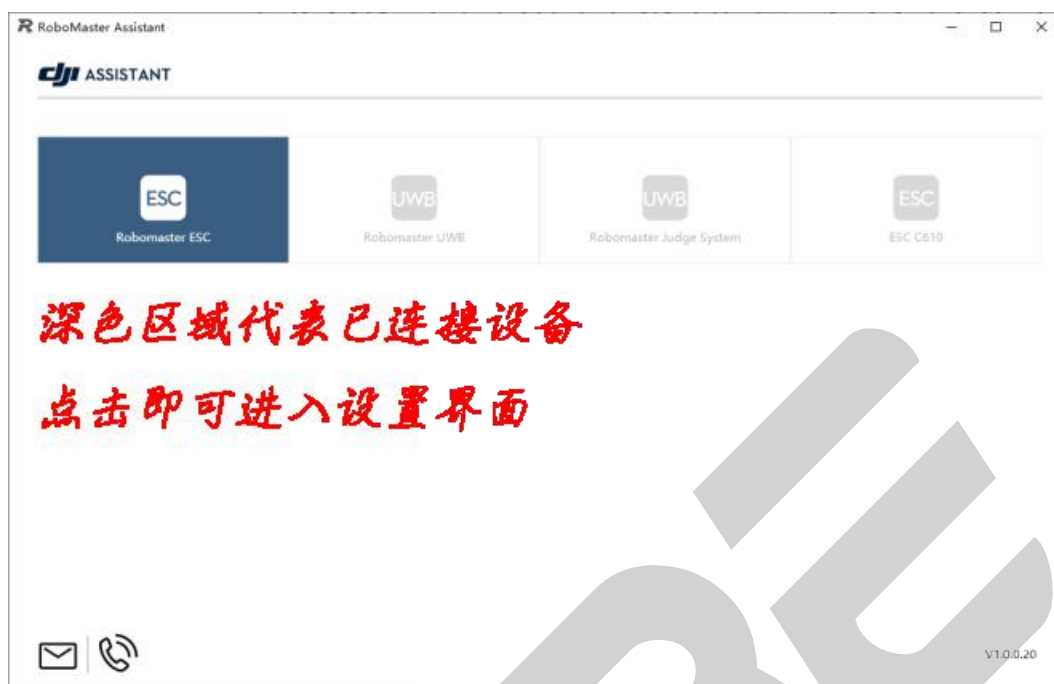 RoboMaster Assistant
dji ASSISTANT
ESC
UWB
UWB
ESC
Robomaster ESC
Robomaster UWB
Robomaster Judge System
ESC C610
深色区域代表已连接设备
点击即可进入设置界面
V1.0.0.20